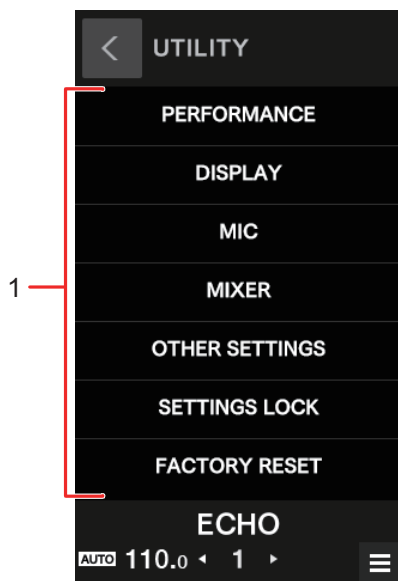 UTILITY
PERFORMANCE
DISPLAY
MIC
1
MIXER
OTHER SETTINGS
SETTINGS LOCK
FACTORY RESET
ECHO
AUTO 110.0 ◂ 1 ▸